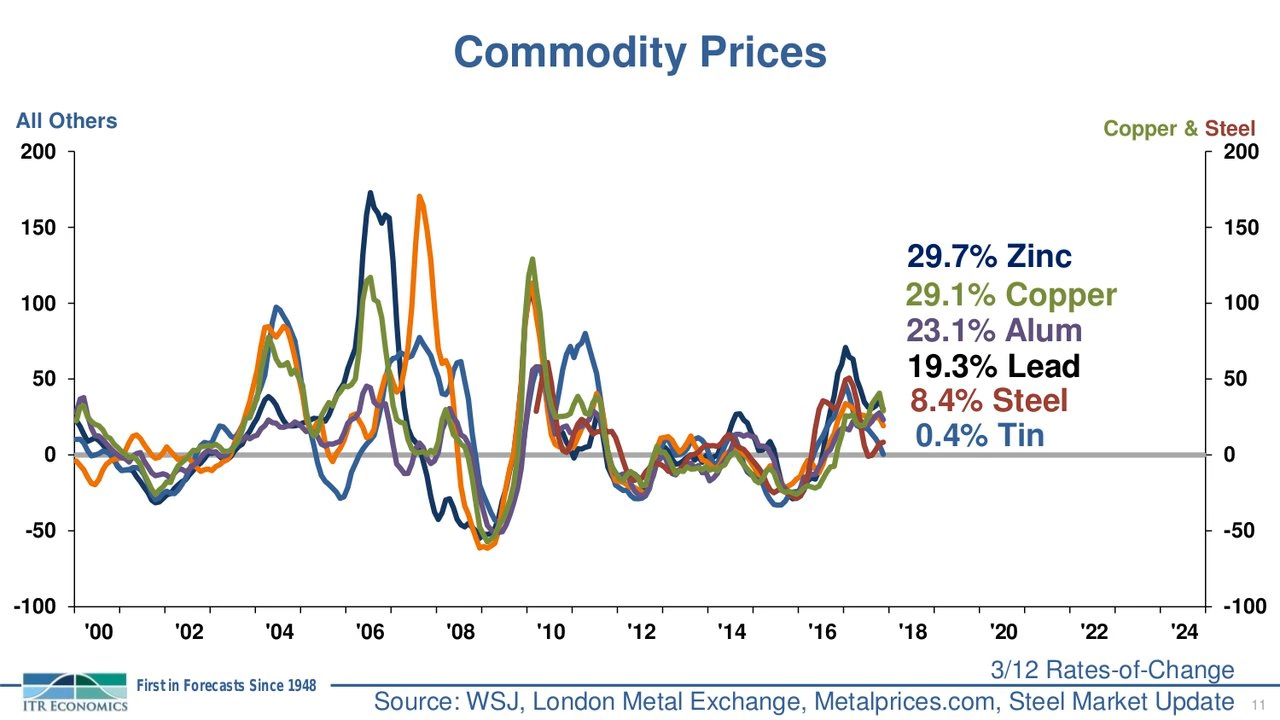 Commodity Prices
All Others
Copper & Steel
200
200
150
150
100
100
50
50
0
0
-50
-50
-100
-100
29.7% Zinc
29.1% Copper
23.1% Alum
19.3% Lead
8.4% Steel
0.4% Tin
'00 '02 '04 '06 '08 '10 '12 '14 '16 '18 '20 '22 '24
3/12 Rates-of-Change
ITR ECONOMICS
First in Forecasts Since 1948
Source: WSJ, London Metal Exchange, Metalprices.com, Steel Market Update
11